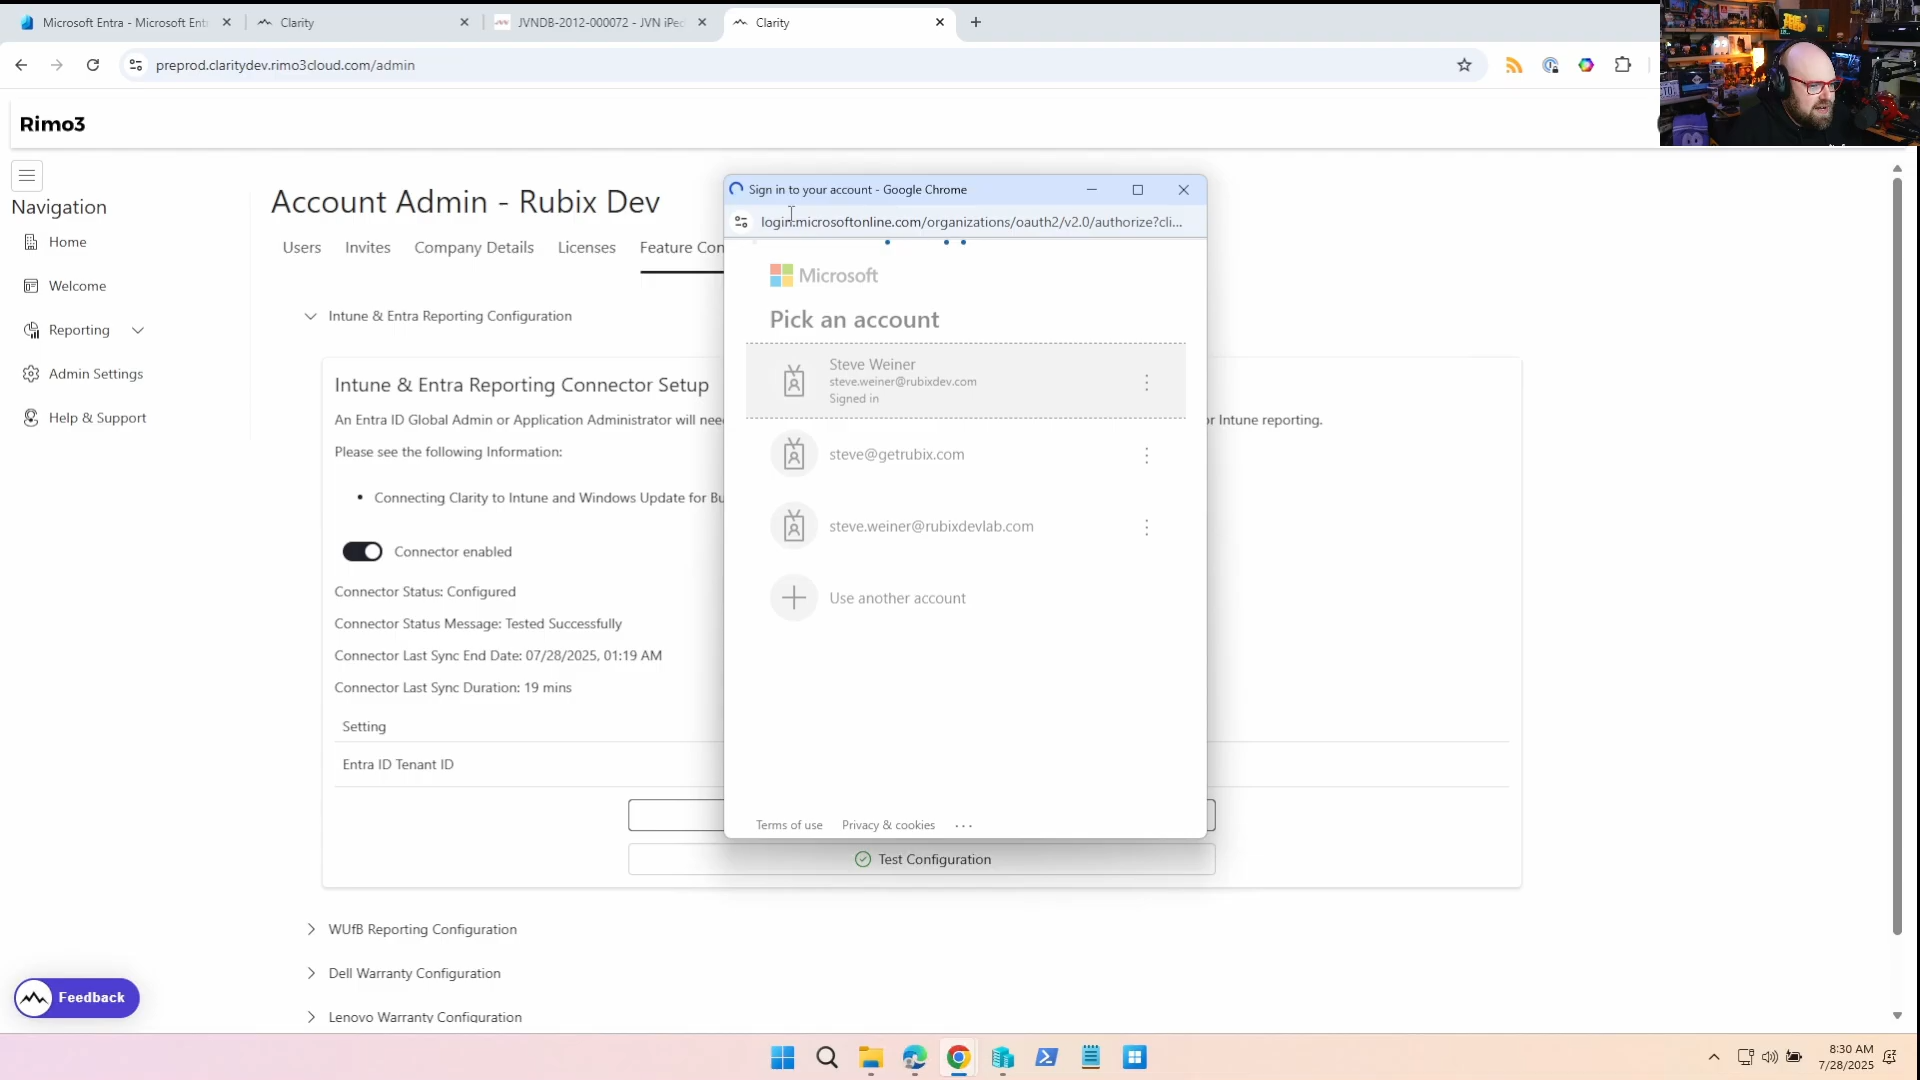 Microsoft Entra - Microsoft Ent
Clarity
JVNDB-2012-000072 - JVN iPed
Clarity
preprod.claritydev.rimo3cloud.com/admin
Rimo3
Navigation
Home
Welcome
Reporting
Admin Settings
Help & Support
Account Admin - Rubix Dev
Users
Invites
Company Details
Licenses
Feature Con
Intune & Entra Reporting Configuration
Intune & Entra Reporting Connector Setup
An Entra ID Global Admin or Application Administrator will nee
or Intune reporting.
Please see the following Information:
• Connecting Clarity to Intune and Windows Update for Bu
Connector enabled
Connector Status: Configured
Connector Status Message: Tested Successfully
Connector Last Sync End Date: 07/28/2025, 01:19 AM
Connector Last Sync Duration: 19 mins
Setting
Entra ID Tenant ID
Test Configuration
WUfB Reporting Configuration
Dell Warranty Configuration
Lenovo Warranty Configuration
Feedback
Sign in to your account - Google Chrome
login.microsoftonline.com/organizations/oauth2/v2.0/authorize?cli...
Microsoft
Pick an account
Steve Weiner
steve.weiner@rubixdev.com
Signed in
steve@getrubix.com
steve.weiner@rubixdevlab.com
Use another account
Terms of use
Privacy & cookies
...
8:30 AM
7/28/2025